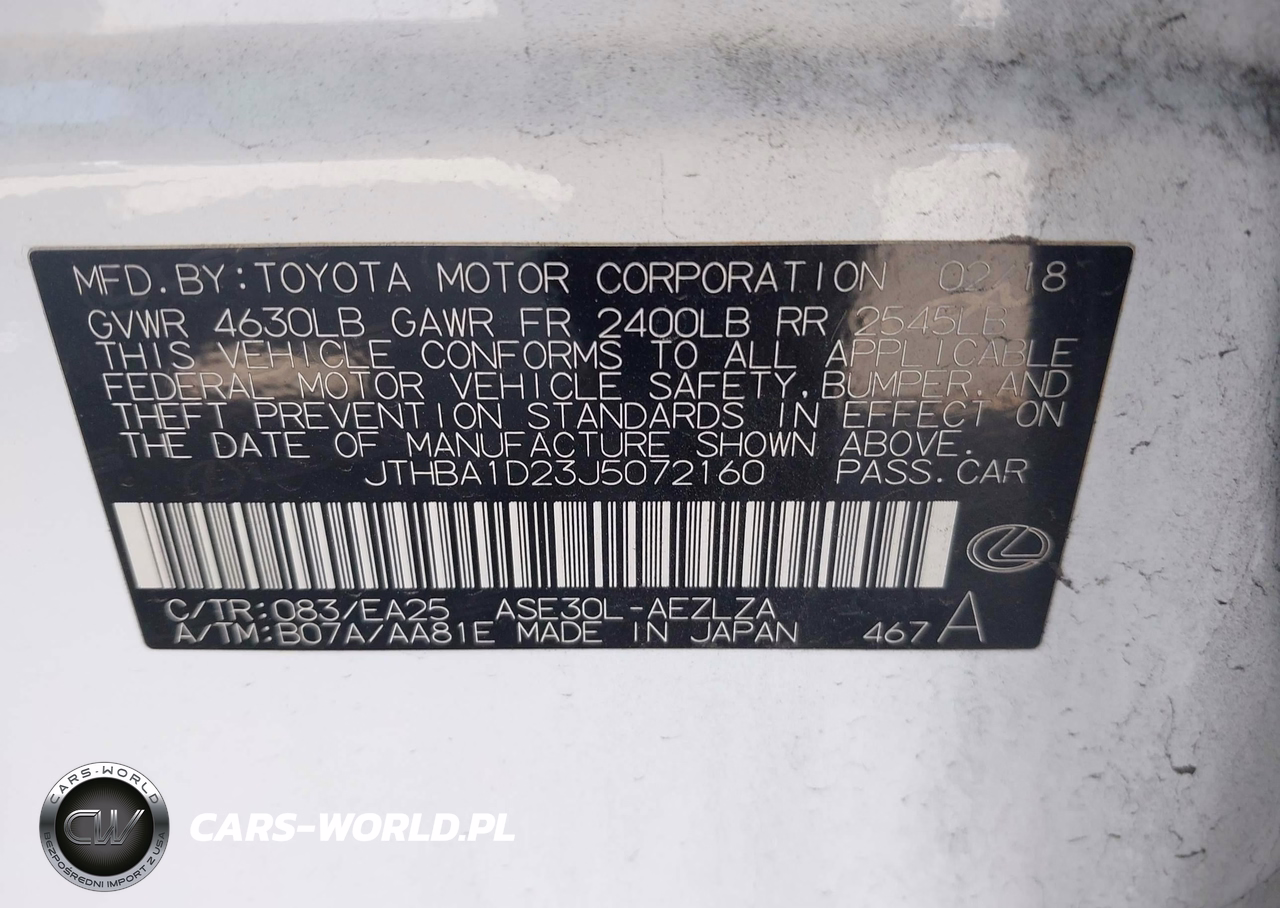 MFD. BY: TOYOTA MOTOR CORPORATION 02/18
GVWR 4630LB GAWR FR 2400LB RR 2545LB
THIS VEHICLE CONFORMS TO ALL APPLICABLE
FEDERAL MOTOR VEHICLE SAFETY, BUMPER, AND
THEFT PREVENTION STANDARDS IN EFFECT ON
THE DATE OF MANUFACTURE SHOWN ABOVE.
JTHBA1D23J5072160 PASS. CAR
C/TR: 083/EA25 ASE30L-AEZLZA
A/TM: B07A/AA81E MADE IN JAPAN 467 A
CARS-WORLD
CW
BEZPOŚREDNI IMPORT Z USA
CARS-WORLD.PL